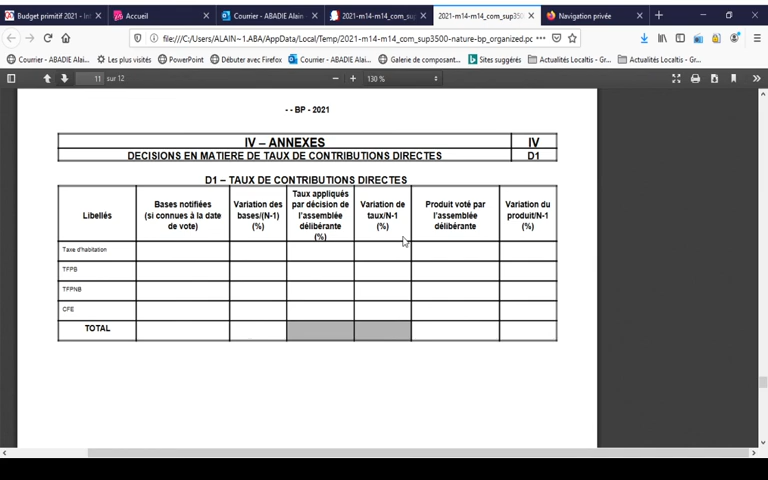 Budget primitif 2021 - Inf
Accueil
Courrier - ABADIE Alain
2021-m14-m14_com_sup
2021-m14-m14_com_sup3500
Navigation privée
file:///C:/Users/ALAIN~1.ABA/AppData/Local/Temp/2021-m14-m14_com_sup3500-nature-bp_organized.pc
Courrier - ABADIE Alai...
Les plus visités
PowerPoint
Débuter avec Firefox
Courrier - ABADIE Alai...
Galerie de composant...
Sites suggérés
Actualités Localtis - Gr...
Actualités Localtis - Gr...
11 sur 12
130 %
- - BP - 2021
IV – ANNEXES IV
DECISIONS EN MATIERE DE TAUX DE CONTRIBUTIONS DIRECTES D1
D1 – TAUX DE CONTRIBUTIONS DIRECTES
Libellés
Bases notifiées
(si connues à la date
de vote)
Variation des
bases/(N-1)
(%)
Taux appliqués
par décision de
l'assemblée
délibérante
(%)
Variation de
taux/N-1
(%)
Produit voté par
l'assemblée
délibérante
Variation du
produit/N-1
(%)
Taxe d'habitation
TFPB
TFPNB
CFE
TOTAL